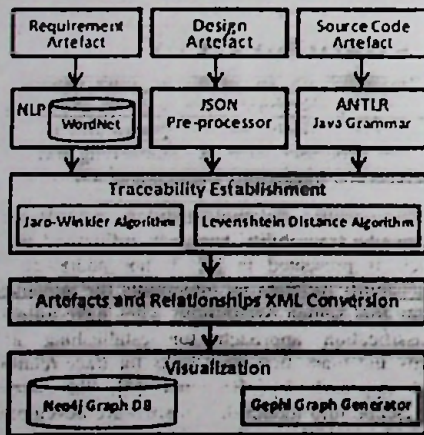 Requirement
Artefact
Design
Artefact
Source Code
Artefact
NLP
WordNet
JSON
Pre-processor
ANTLR
Java Grammar
Traceability Establishment
Jaro-Winkler Algorithm
Levenshtein Distance Algorithm
Artefacts and Relationships XML Conversion
Visualization
Neo4j Graph DB
Gephi Graph Generator